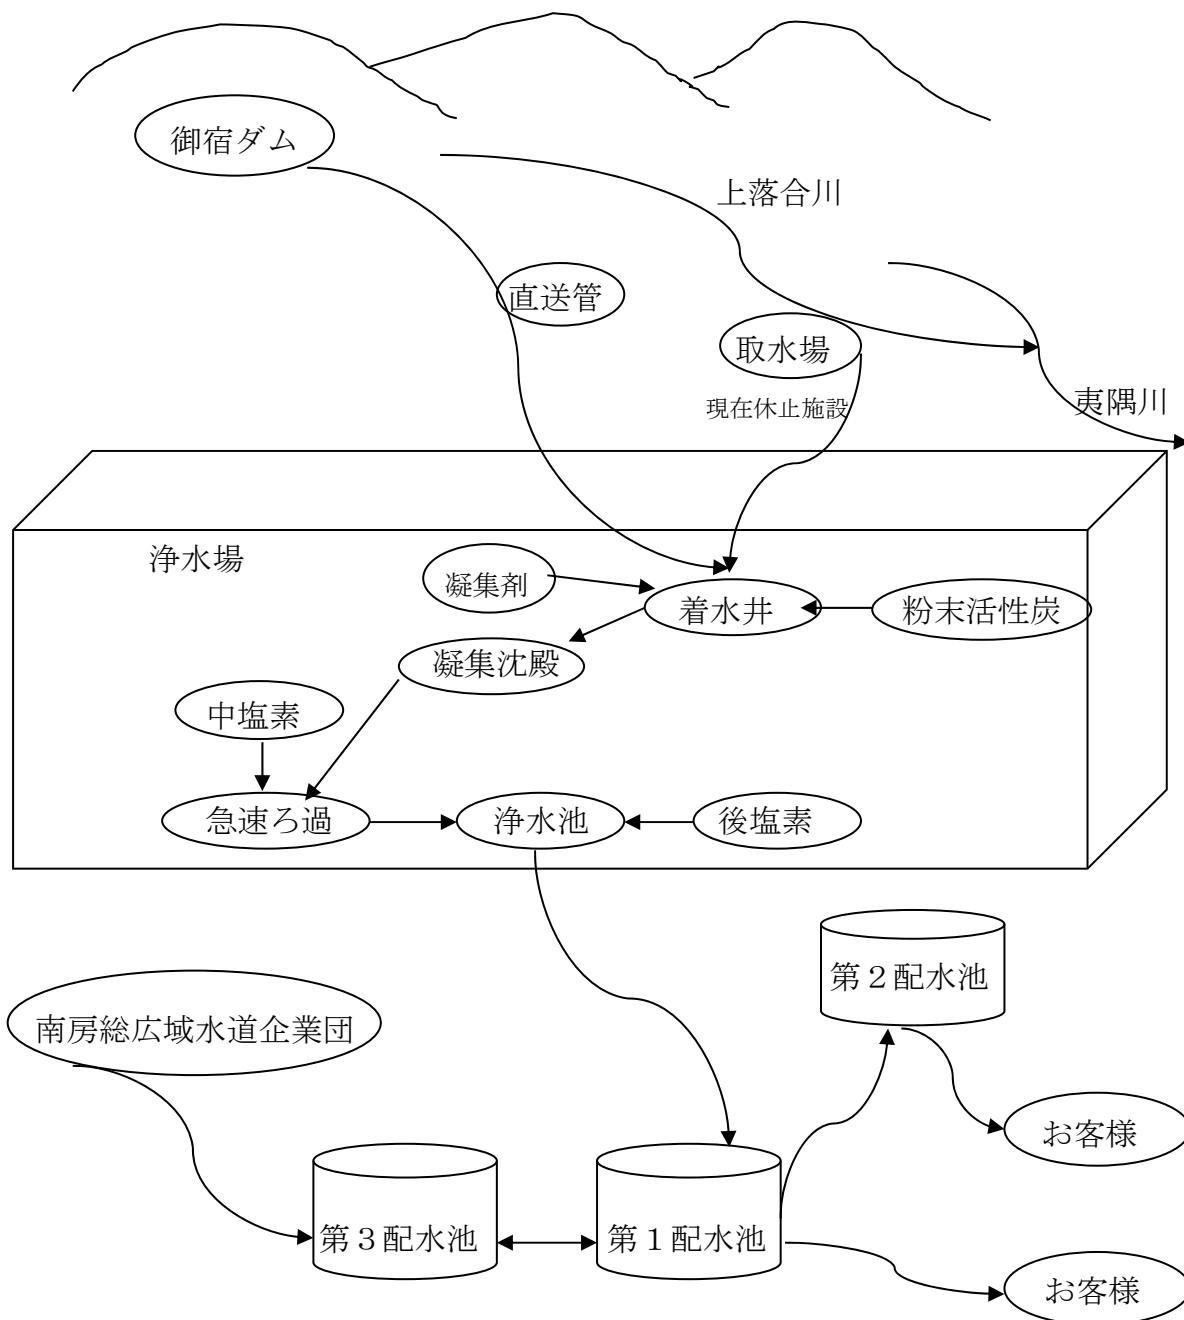 御宿ダム
上落合川
直送管
取水場
現在休止施設
夷隅川
浄水場
凝集剤
着水井
粉末活性炭
凝集沈殿
中塩素
急速ろ過
浄水池
後塩素
第２配水池
南房総広域水道企業団
お客様
第３配水池
第１配水池
お客様